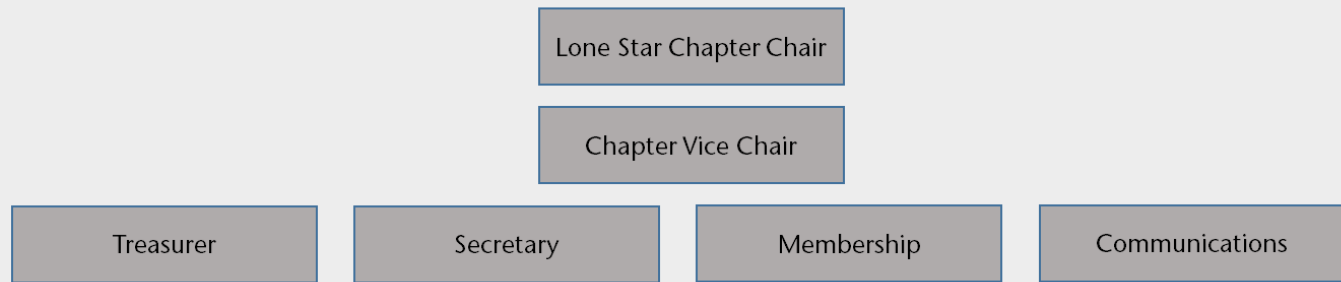 Lone Star Chapter Chair
Chapter Vice Chair
Treasurer
Secretary
Membership
Communications